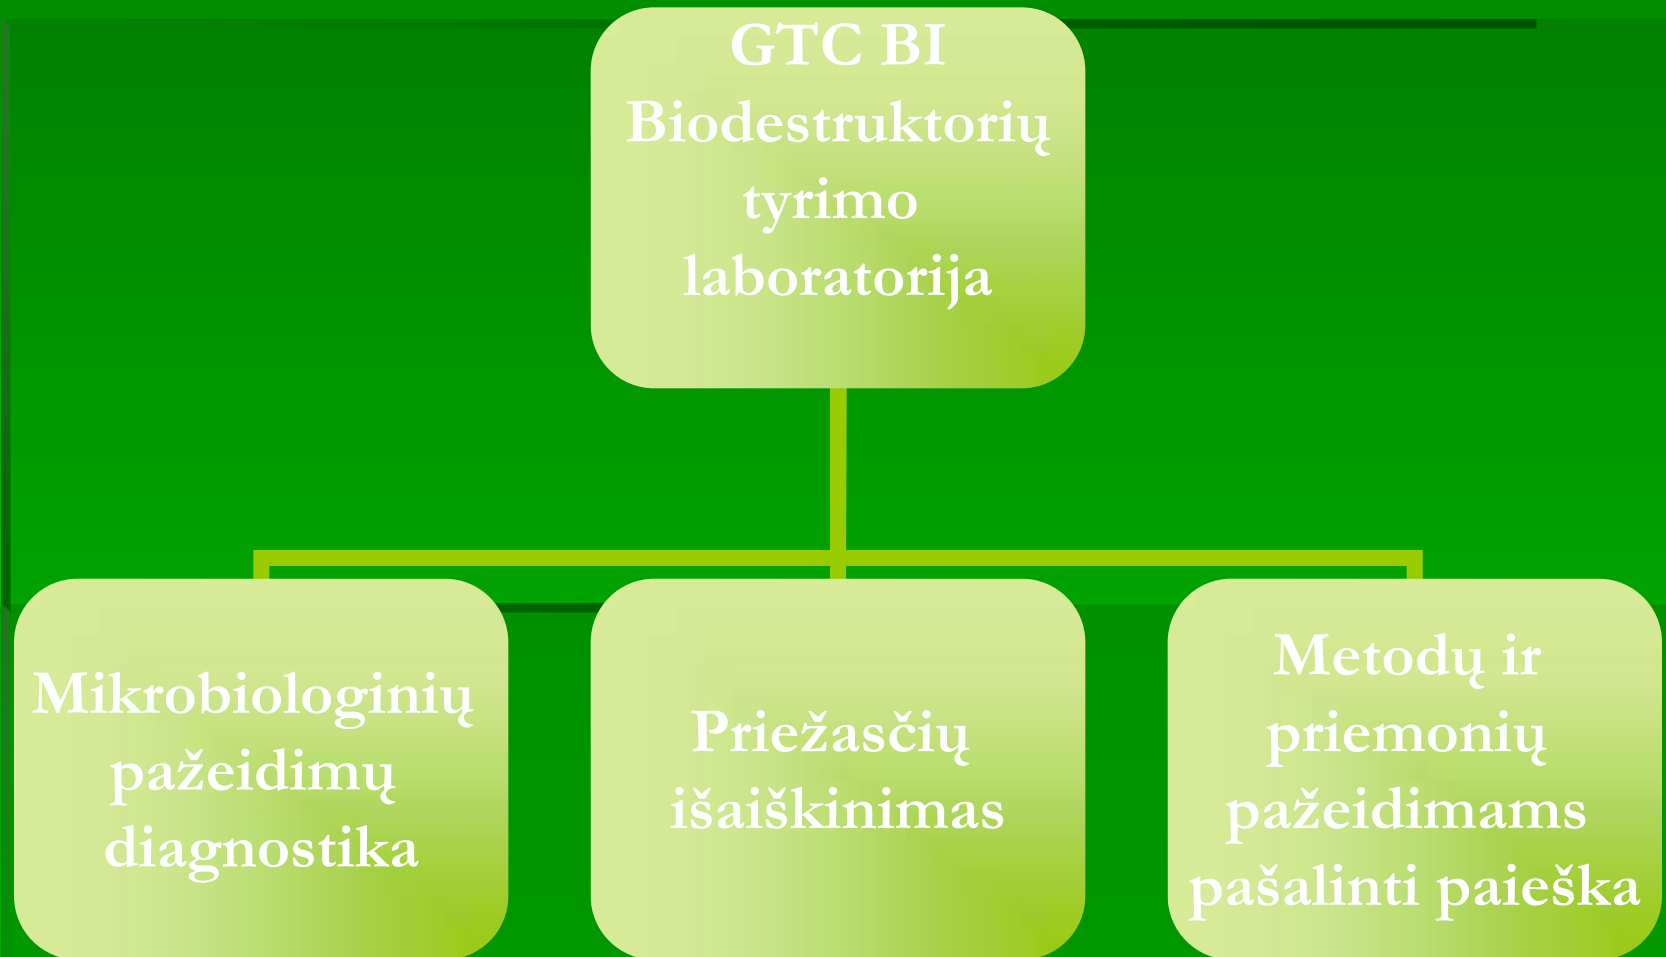 GTC BI
Biodestruktorių
tyrimo
laboratorija
Mikrobiologinių
pažeidimų
diagnostika
Priežasčių
išaiškinimas
Metodų ir
priemonių
pažeidimams
pašalinti paieška